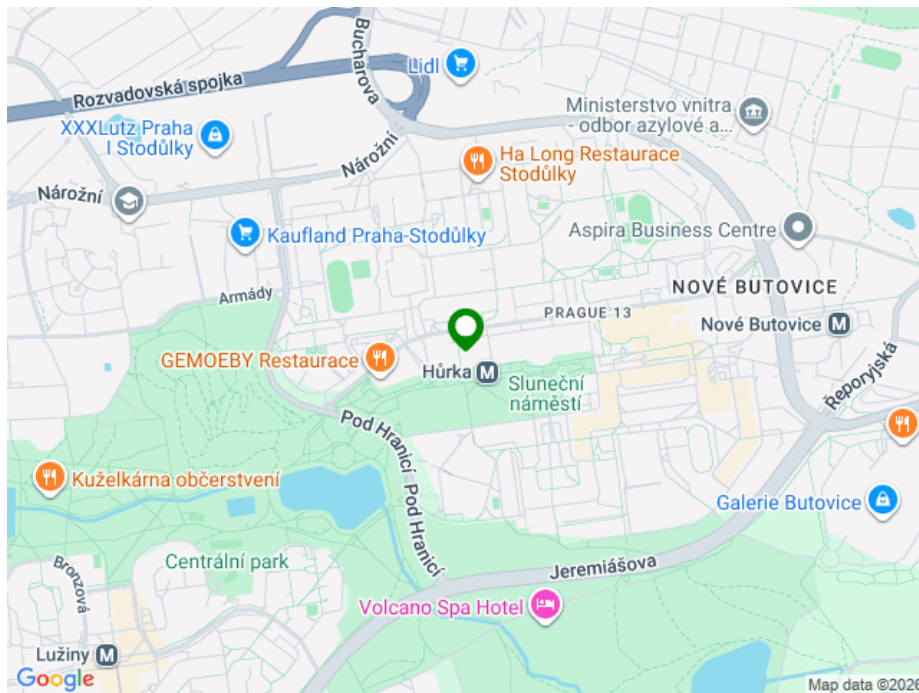 Bucharova
Lidl
Rozvadovská spojka
Ministerstvo vnitra
- odbor azylové a...
XXXLutz Praha
I Stodůlky
Nárožní
Ha Long Restaurace
Stodůlky
Nárožní
Kaufland Praha-Stodůlky
Aspira Business Centre
NOVÉ BUTOVICE
Armády
PRAGUE 13
Nové Butovice M
GEMOEBY Restaurace
Hůrka M
Sluneční
náměstí
Řeporyjská
Pod Hranicí
Kuželkárna občerstvení
Pod Hranicí
Galerie Butovice
Centrální park
Jeremiášova
Bronzová
Volcano Spa Hotel
Lužiny M
Google
Map data ©2026